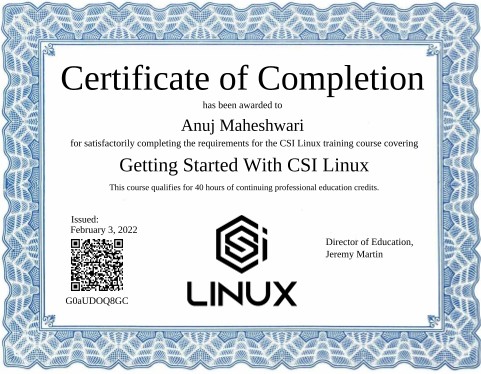 Certificate of Completion
has been awarded to
Anuj Maheshwari
for satisfactorily completing the requirements for the CSI Linux training course covering
Getting Started With CSI Linux
This course qualifies for 40 hours of continuing professional education credits.
Issued:
February 3, 2022
G0aUDOQ8GC
CSi
LINUX
Director of Education,
Jeremy Martin